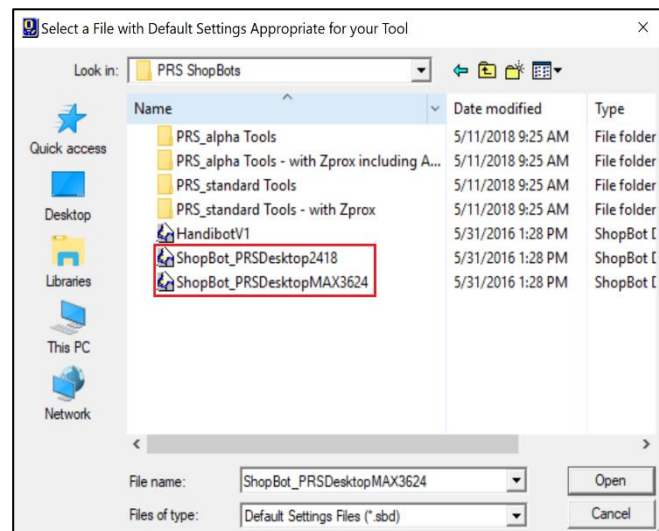 Select a File with Default Settings Appropriate for your Tool
Look in: PRS ShopBots
Name Date modified Type
PRS_alpha Tools 5/11/2018 9:25 AM File folder
PRS_alpha Tools - with Zprox including A... 5/11/2018 9:25 AM File folder
PRS_standard Tools 5/11/2018 9:25 AM File folder
PRS_standard Tools - with Zprox 5/11/2018 9:25 AM File folder
HandibotV1 5/31/2016 1:28 PM ShopBot D
ShopBot_PRSDesktop2418 5/31/2016 1:28 PM ShopBot D
ShopBot_PRSDesktopMAX3624 5/31/2016 1:28 PM ShopBot D
Quick access
Desktop
Libraries
This PC
Network
File name: ShopBot_PRSDesktopMAX3624 Open
Files of type: Default Settings Files (*.sbd) Cancel